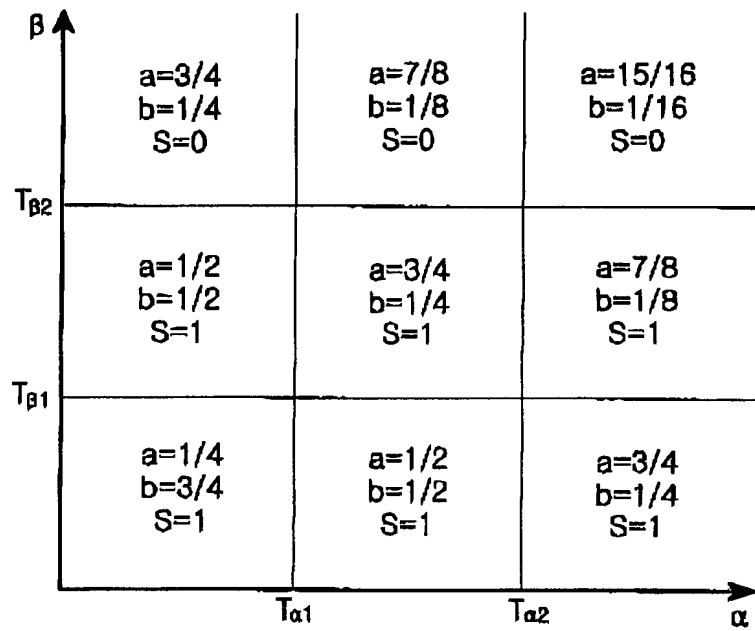 β
a=3/4
b=1/4
S=0
a=7/8
b=1/8
S=0
a=15/16
b=1/16
S=0
Tβ2
a=1/2
b=1/2
S=1
a=3/4
b=1/4
S=1
a=7/8
b=1/8
S=1
Tβ1
a=1/4
b=3/4
S=1
a=1/2
b=1/2
S=1
a=3/4
b=1/4
S=1
Tα1
Tα2
α